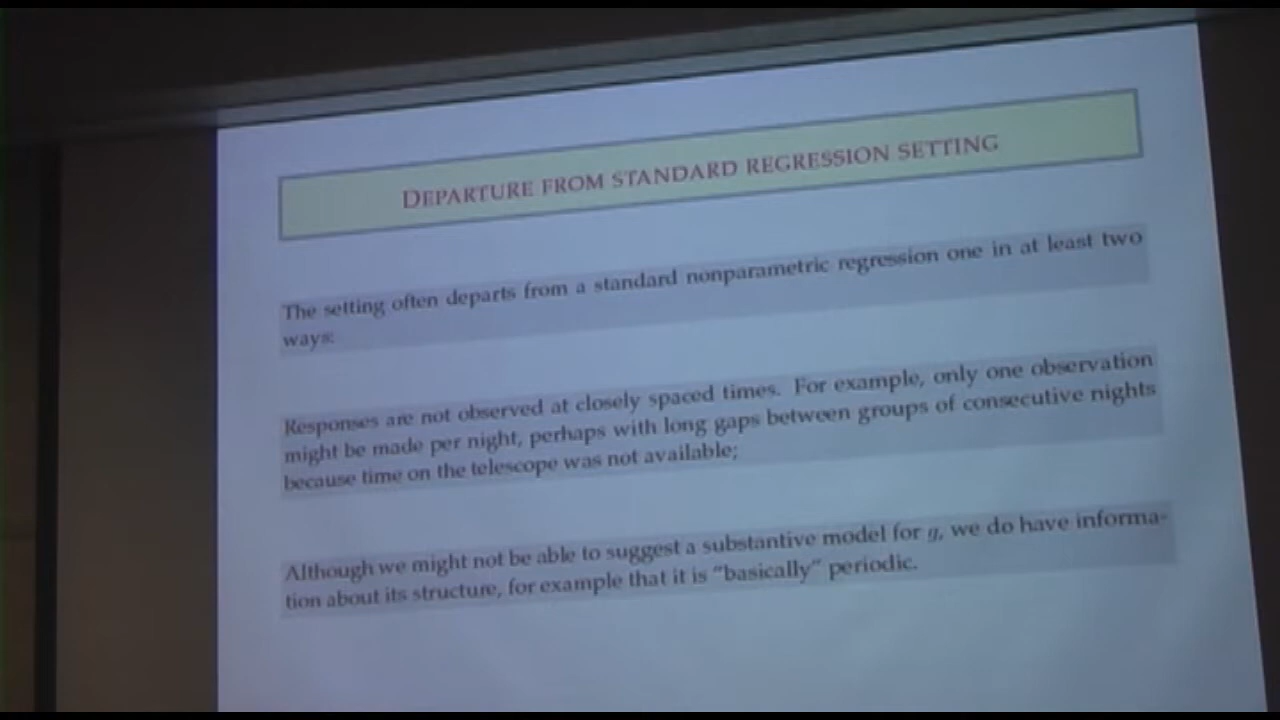 DEPARTURE FROM STANDARD REGRESSION SETTING
The setting often departs from a standard nonparametric regression one in at least two
ways:
Responses are not observed at closely spaced times. For example, only one observation
might be made per night, perhaps with long gaps between groups of consecutive nights
because time on the telescope was not available;
Although we might not be able to suggest a substantive model for g, we do have informa-
tion about its structure, for example that it is "basically" periodic.